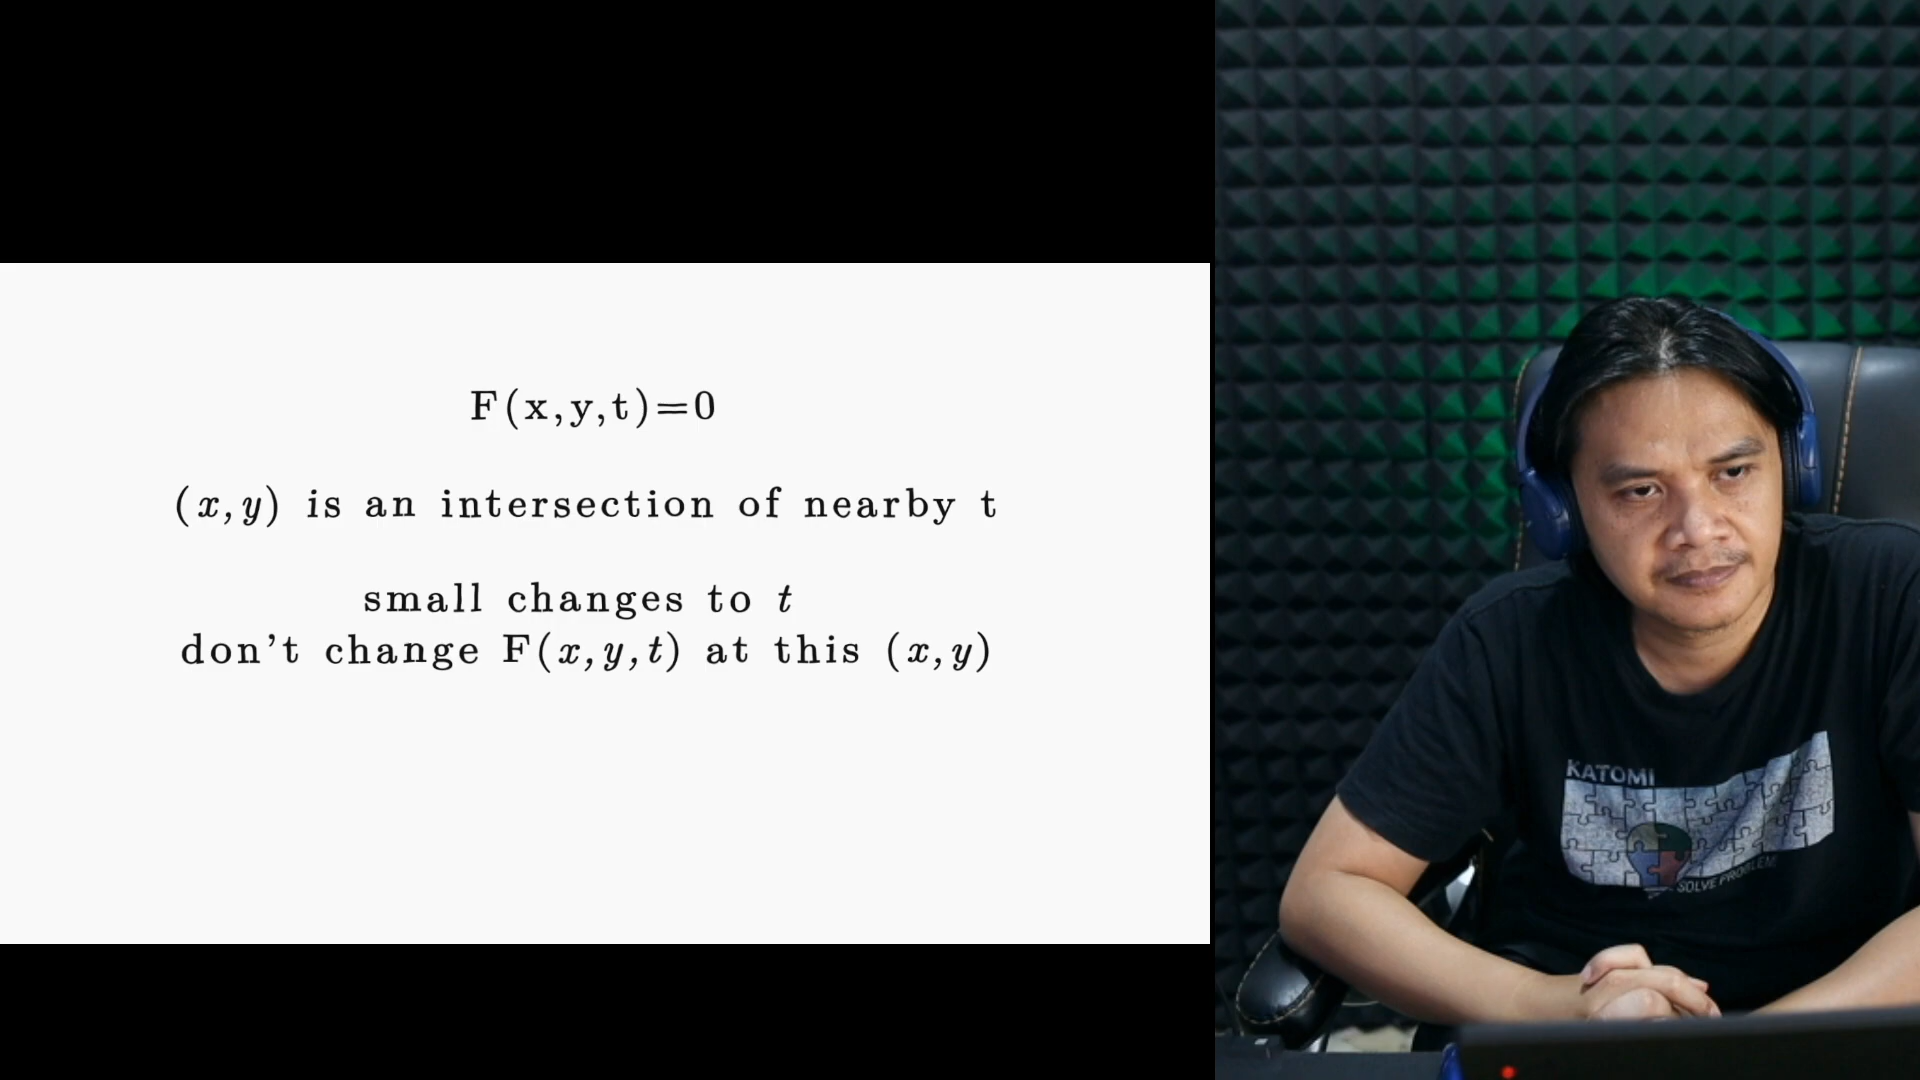 F(x,y,t)=0
(x,y) is an intersection of nearby t
small changes to t
don't change F(x,y,t) at this (x,y)
KATOMI
SOLVE PROBLEM